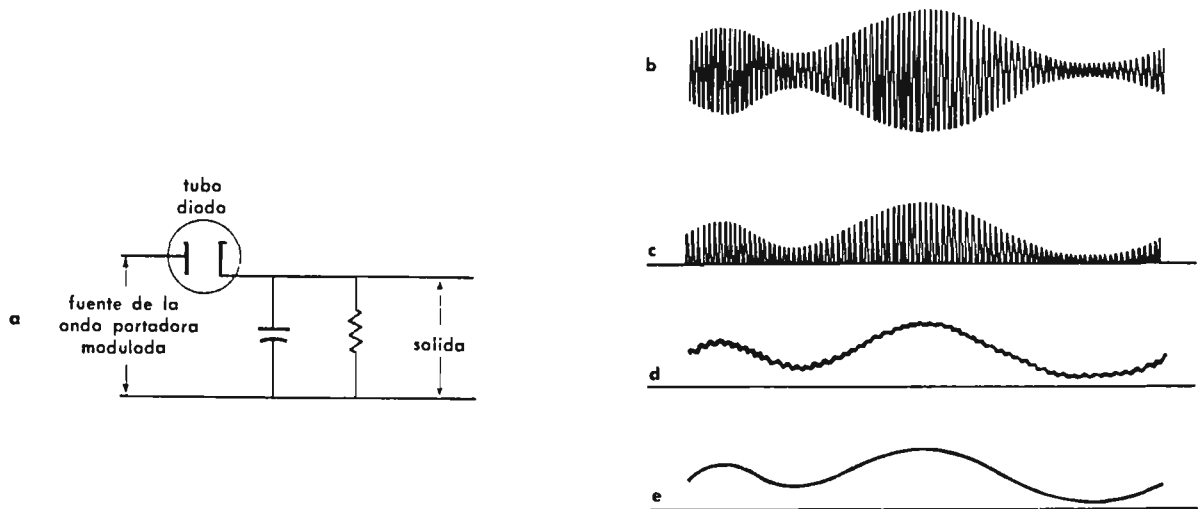 tubo
diodo
a
fuente de la
onda portadora
modulada
salida
b
c
d
e